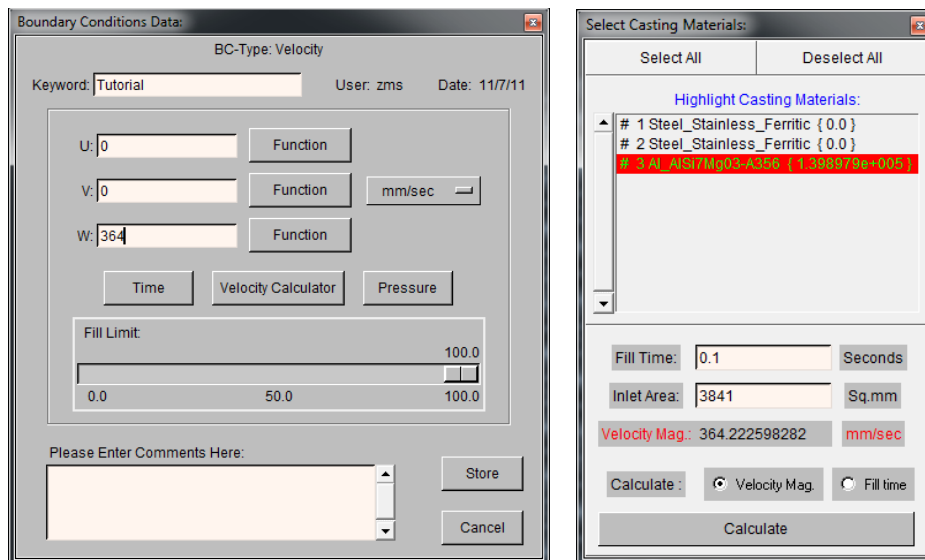 Boundary Conditions Data:
BC-Type: Velocity
Keyword: Tutorial User: zms Date: 11/7/11
U: 0 Function
V: 0 Function mm/sec
W: 364 Function
Time Velocity Calculator Pressure
Fill Limit:
100.0
0.0 50.0 100.0
Please Enter Comments Here:
Store
Cancel
Select Casting Materials:
Select All Deselect All
Highlight Casting Materials:
# 1 Steel_Stainless_Ferritic { 0.0 }
# 2 Steel_Stainless_Ferritic { 0.0 }
# 3 Al_AlSi7Mg03-A356 { 1.398979e+005 }
Fill Time: 0.1 Seconds
Inlet Area: 3841 Sq.mm
Velocity Mag.: 364.222598282 mm/sec
Calculate : Velocity Mag. Fill time
Calculate